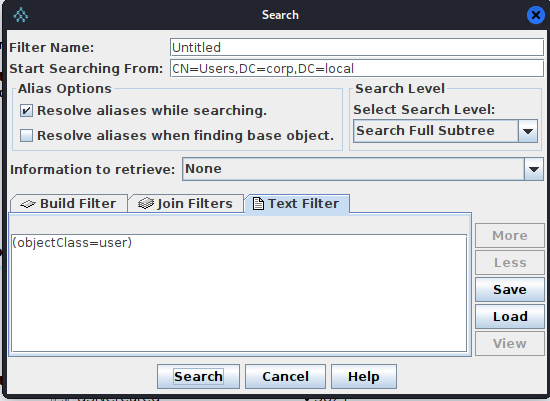 Search
Filter Name: Untitled
Start Searching From: CN=Users,DC=corp,DC=local
Alias Options
Resolve aliases while searching.
Resolve aliases when finding base object.
Search Level
Select Search Level:
Search Full Subtree
Information to retrieve: None
Build Filter Join Filters Text Filter
(objectClass=user)
More
Less
Save
Load
View
Search Cancel Help